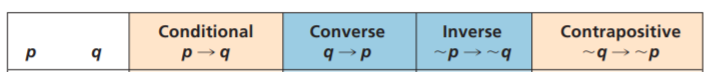 Conditional Converse Inverse Contrapositive
p q p → q q → p ~p → ~q ~q → ~p